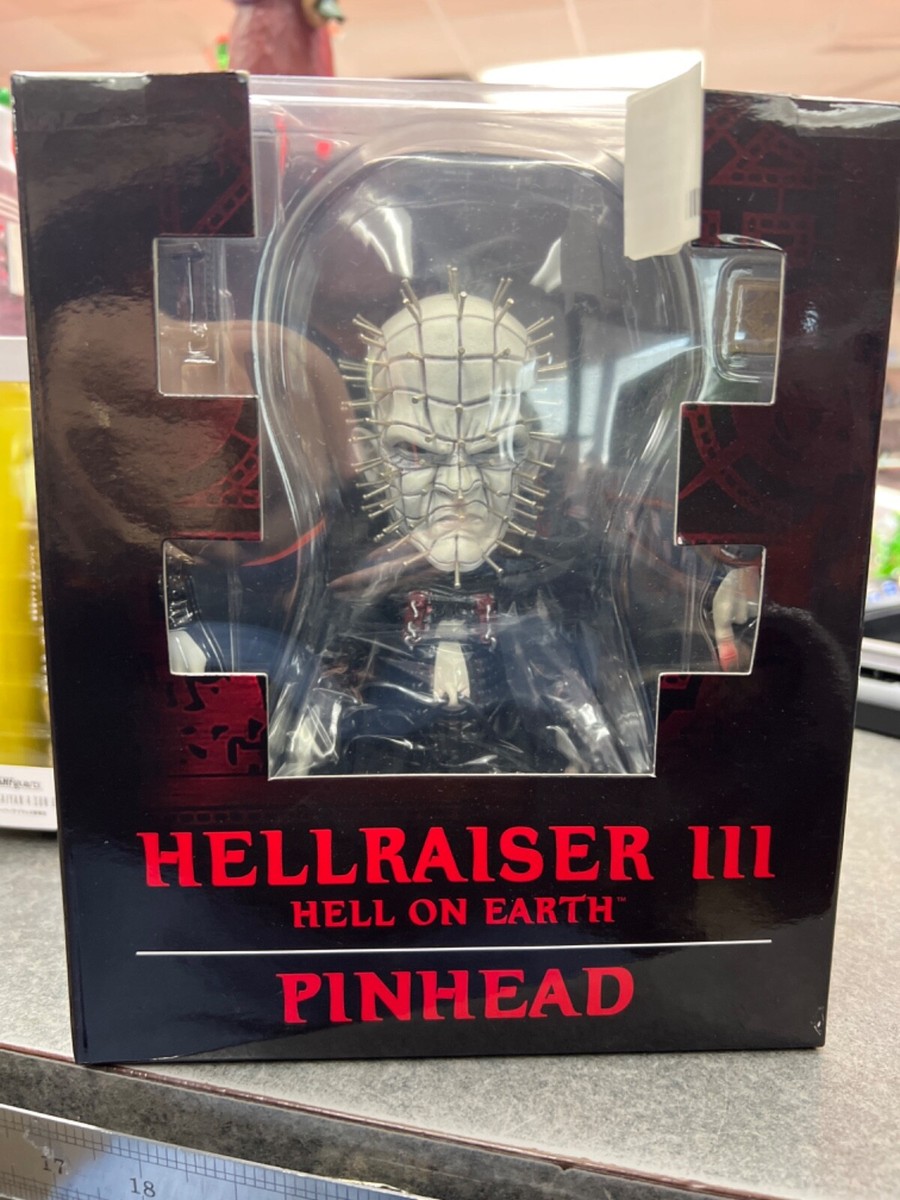 HELLRAISER III
HELL ON EARTH™
PINHEAD
17
18